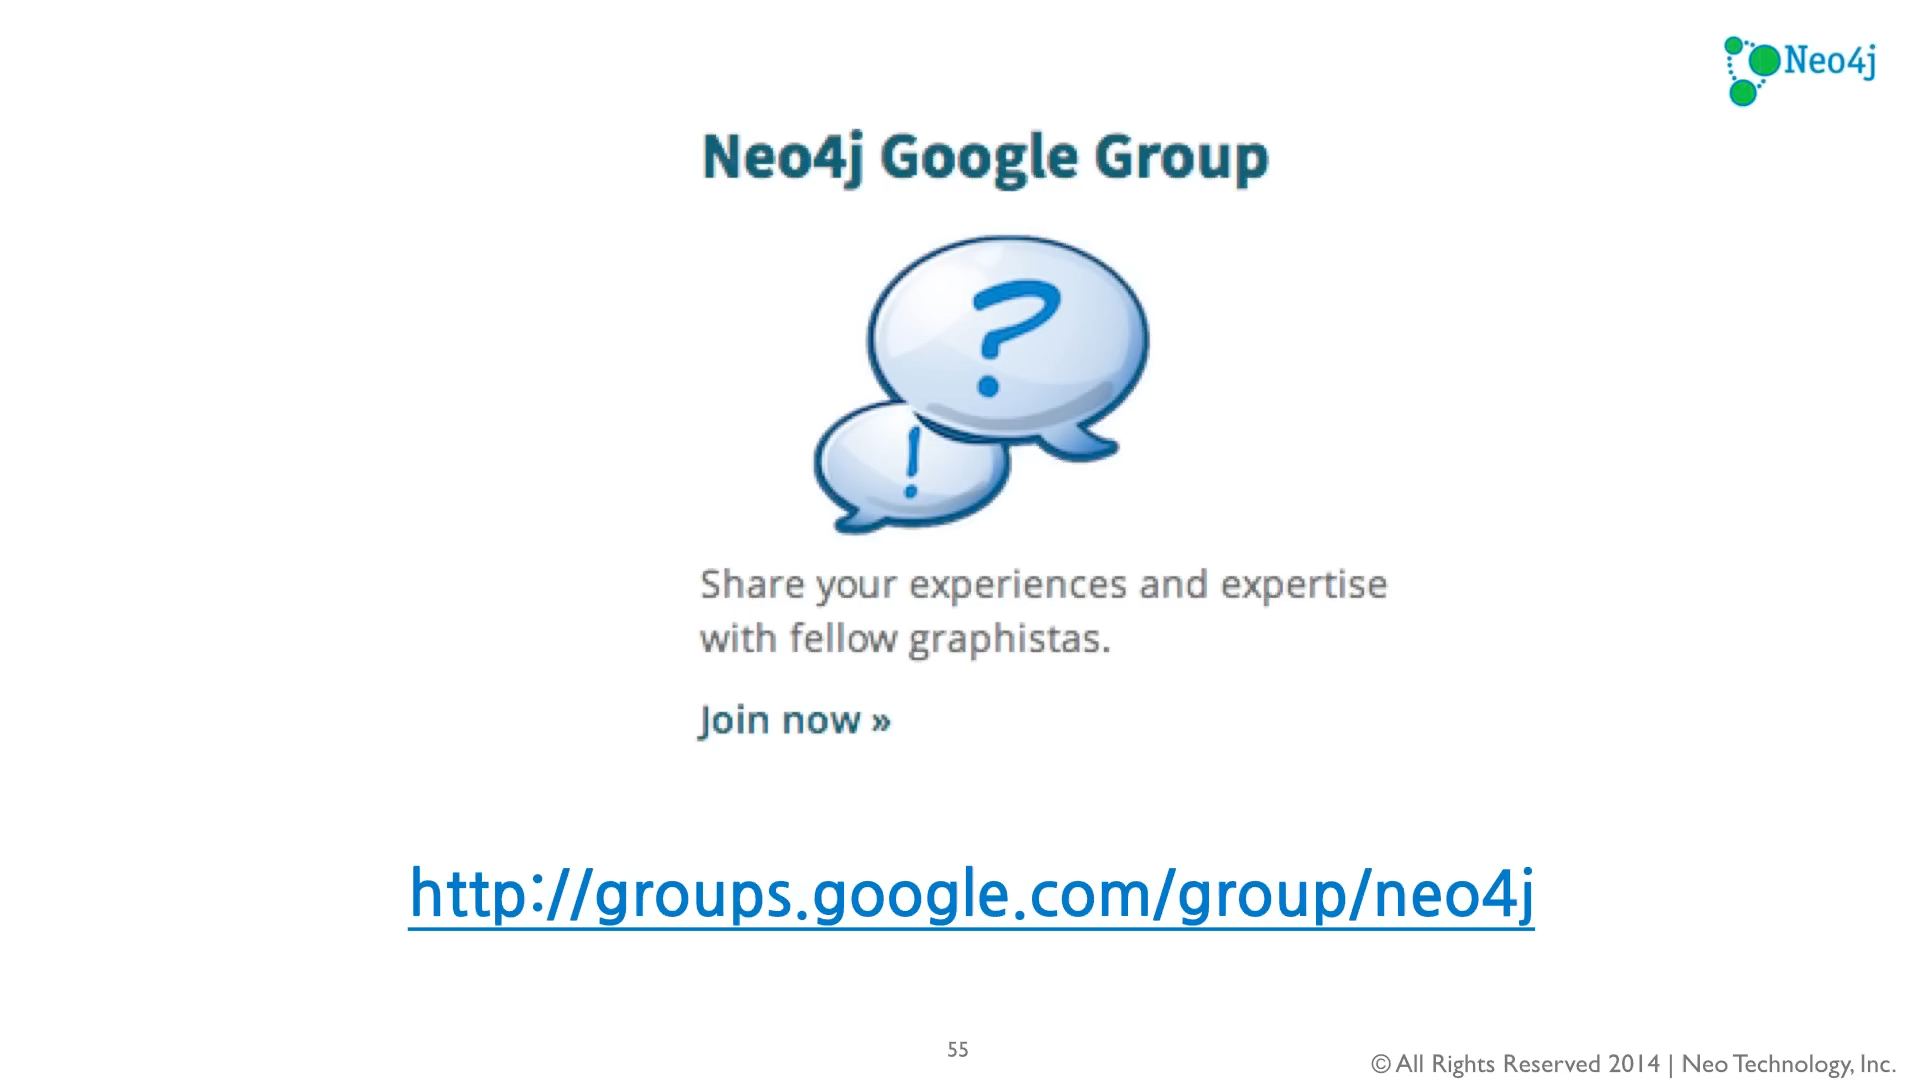 Neo4j
Neo4j Google Group
?
!
Share your experiences and expertise
with fellow graphistas.
Join now »
http://groups.google.com/group/neo4j
55
© All Rights Reserved 2014 | Neo Technology, Inc.